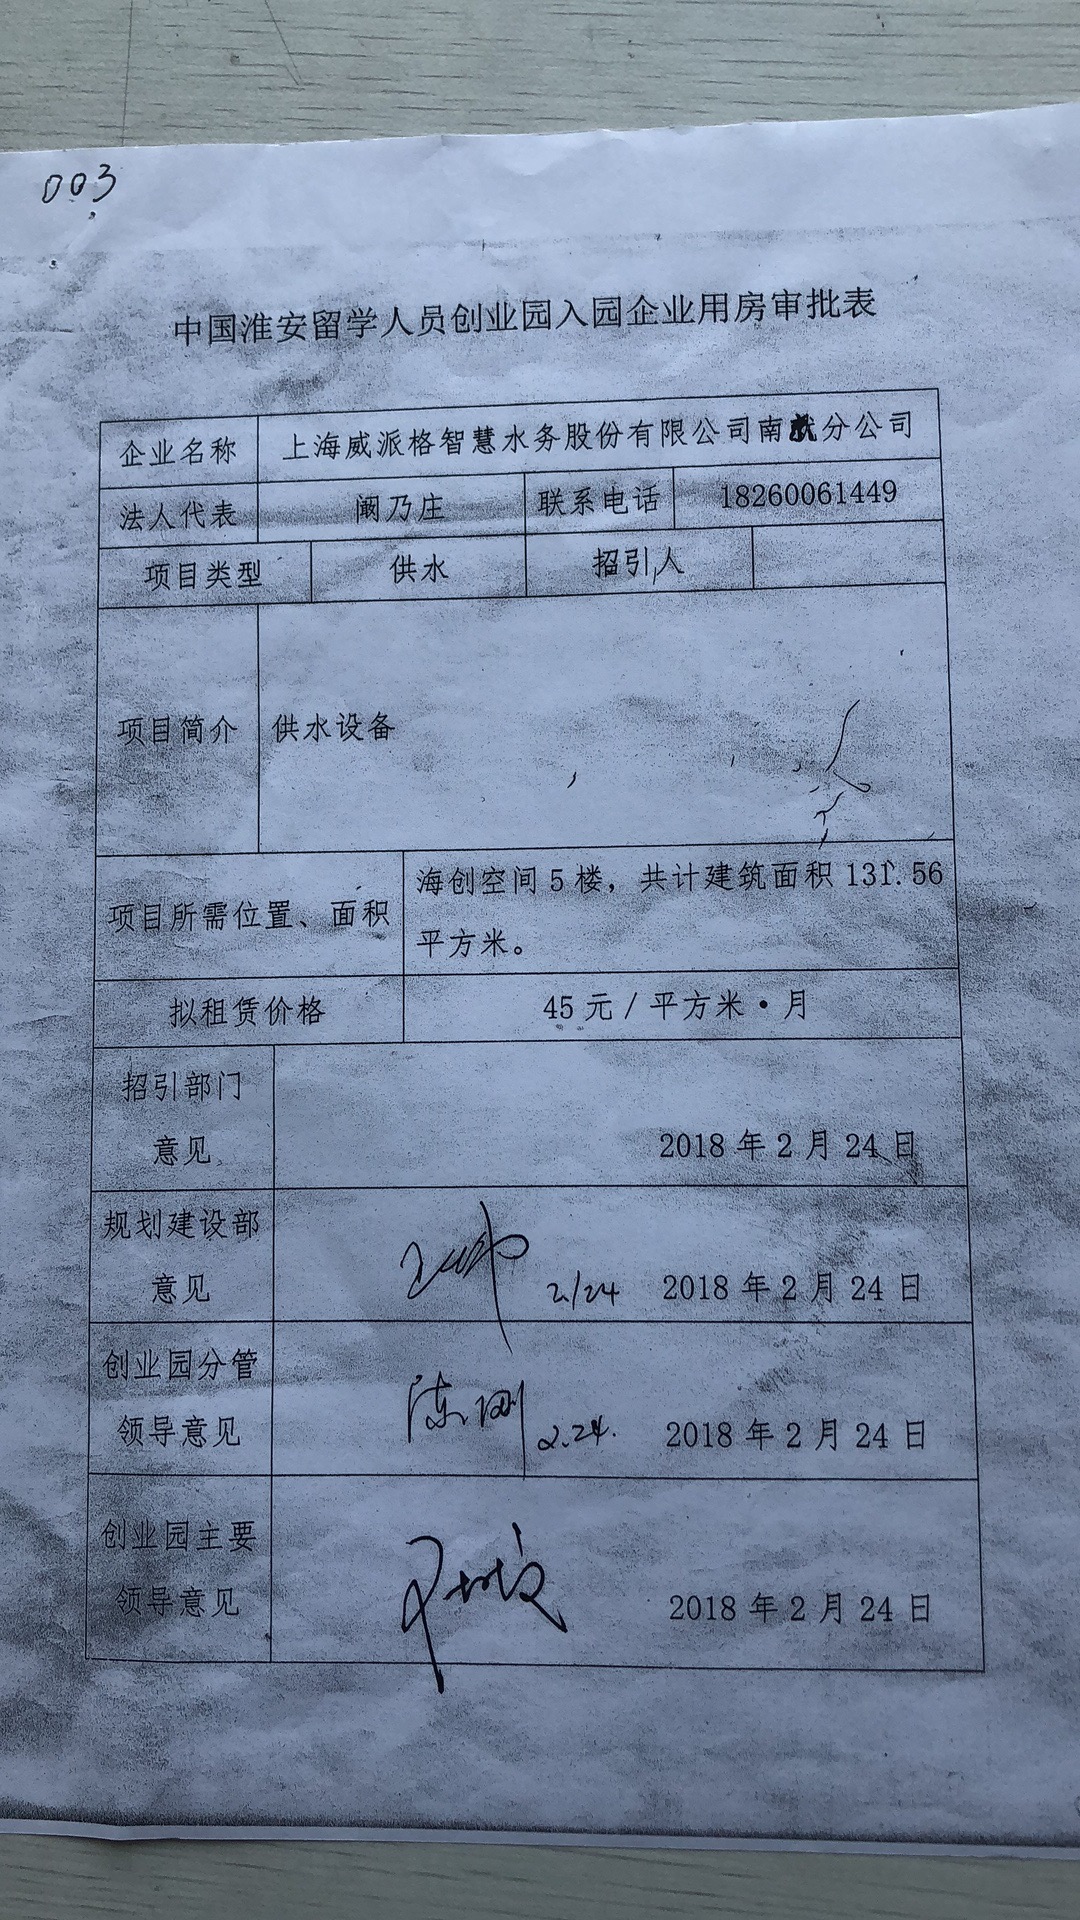 003
中国淮安留学人员创业园入园企业用房审批表
企业名称 上海威派格智慧水务股份有限公司南分公司
法人代表 阚乃庄 联系电话 18260061449
项目类型 供水 招引人
项目简介 供水设备
项目所需位置、面积 海创空间5楼，共计建筑面积131.56
平方米。
拟租赁价格 45元/平方米·月
招引部门
意见 2018年2月24日
规划建设部
意见 2/24 2018年2月24日
创业园分管
领导意见 陈刚 2.24. 2018年2月24日
创业园主要
领导意见 2018年2月24日